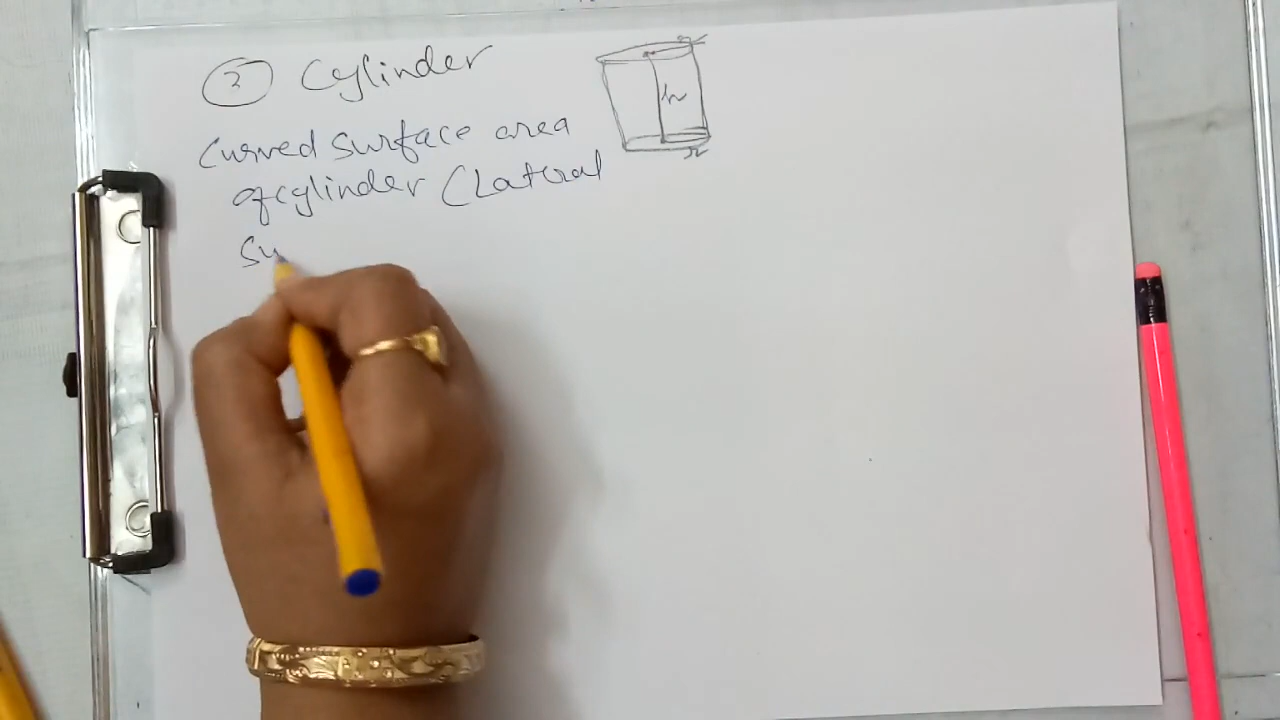 2 Cylinder
r
h
r
Curved surface area
of cylinder (Lateral
Su